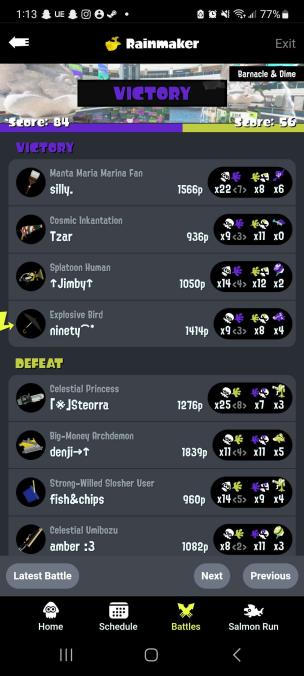 1:13 UE 77%
Rainmaker Exit
Barnacle & Dime
VICTORY
Score: 84 Score: 56
VICTORY
Manta Maria Marina Fan
silly. 1566p x22 <7> x8 x6
Cosmic Inkantation
Tzar 936p x9 <3> x11 x0
Splatoon Human
↑Jimby↑ 1050p x14 <4> x12 x2
Explosive Bird
ninety⌒* 1414p x9 <3> x8 x4
DEFEAT
Celestial Princess
「※」Steorra 1276p x25 <8> x7 x3
Big-Money Archdemon
denji→↑ 1839p x11 <4> x11 x5
Strong-Willed Slosher User
fish&chips 960p x14 <5> x9 x4
Celestial Umibozu
amber :3 1082p x8 <2> x11 x3
Latest Battle Next Previous
Home Schedule Battles Salmon Run